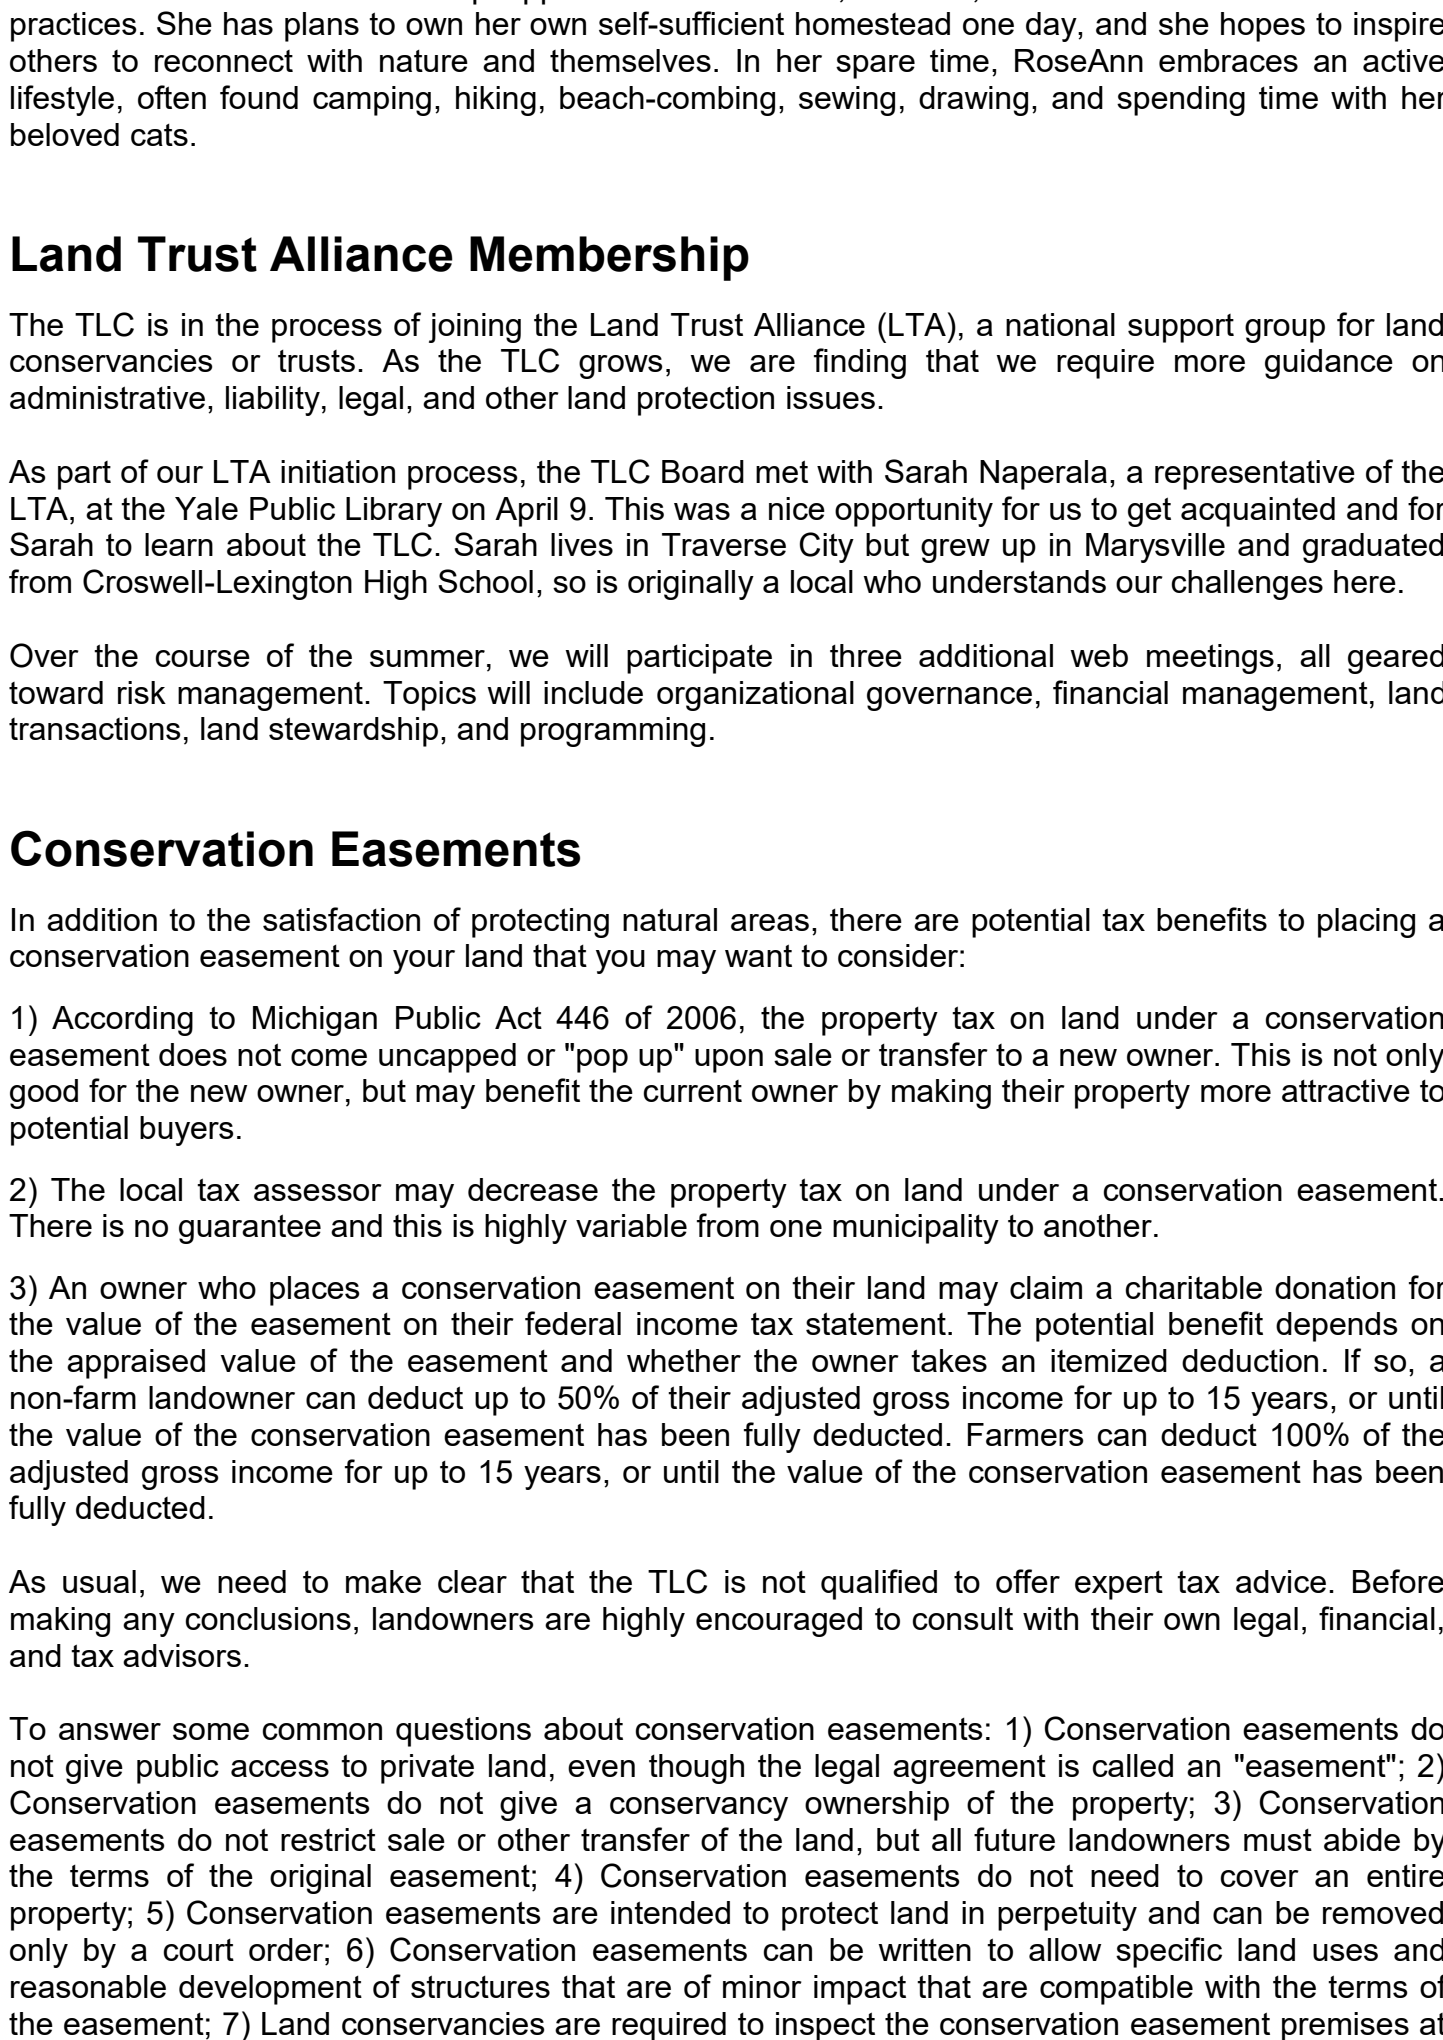 practices. She has plans to own her own self-sufficient homestead one day, and she hopes to inspire
others to reconnect with nature and themselves. In her spare time, RoseAnn embraces an active
lifestyle, often found camping, hiking, beach-combing, sewing, drawing, and spending time with her
beloved cats.
Land Trust Alliance Membership
The TLC is in the process of joining the Land Trust Alliance (LTA), a national support group for land
conservancies or trusts. As the TLC grows, we are finding that we require more guidance on
administrative, liability, legal, and other land protection issues.
As part of our LTA initiation process, the TLC Board met with Sarah Naperala, a representative of the
LTA, at the Yale Public Library on April 9. This was a nice opportunity for us to get acquainted and for
Sarah to learn about the TLC. Sarah lives in Traverse City but grew up in Marysville and graduated
from Croswell-Lexington High School, so is originally a local who understands our challenges here.
Over the course of the summer, we will participate in three additional web meetings, all geared
toward risk management. Topics will include organizational governance, financial management, land
transactions, land stewardship, and programming.
Conservation Easements
In addition to the satisfaction of protecting natural areas, there are potential tax benefits to placing a
conservation easement on your land that you may want to consider:
1) According to Michigan Public Act 446 of 2006, the property tax on land under a conservation
easement does not come uncapped or "pop up" upon sale or transfer to a new owner. This is not only
good for the new owner, but may benefit the current owner by making their property more attractive to
potential buyers.
2) The local tax assessor may decrease the property tax on land under a conservation easement.
There is no guarantee and this is highly variable from one municipality to another.
3) An owner who places a conservation easement on their land may claim a charitable donation for
the value of the easement on their federal income tax statement. The potential benefit depends on
the appraised value of the easement and whether the owner takes an itemized deduction. If so, a
non-farm landowner can deduct up to 50% of their adjusted gross income for up to 15 years, or until
the value of the conservation easement has been fully deducted. Farmers can deduct 100% of the
adjusted gross income for up to 15 years, or until the value of the conservation easement has been
fully deducted.
As usual, we need to make clear that the TLC is not qualified to offer expert tax advice. Before
making any conclusions, landowners are highly encouraged to consult with their own legal, financial,
and tax advisors.
To answer some common questions about conservation easements: 1) Conservation easements do
not give public access to private land, even though the legal agreement is called an "easement"; 2)
Conservation easements do not give a conservancy ownership of the property; 3) Conservation
easements do not restrict sale or other transfer of the land, but all future landowners must abide by
the terms of the original easement; 4) Conservation easements do not need to cover an entire
property; 5) Conservation easements are intended to protect land in perpetuity and can be removed
only by a court order; 6) Conservation easements can be written to allow specific land uses and
reasonable development of structures that are of minor impact that are compatible with the terms of
the easement; 7) Land conservancies are required to inspect the conservation easement premises at